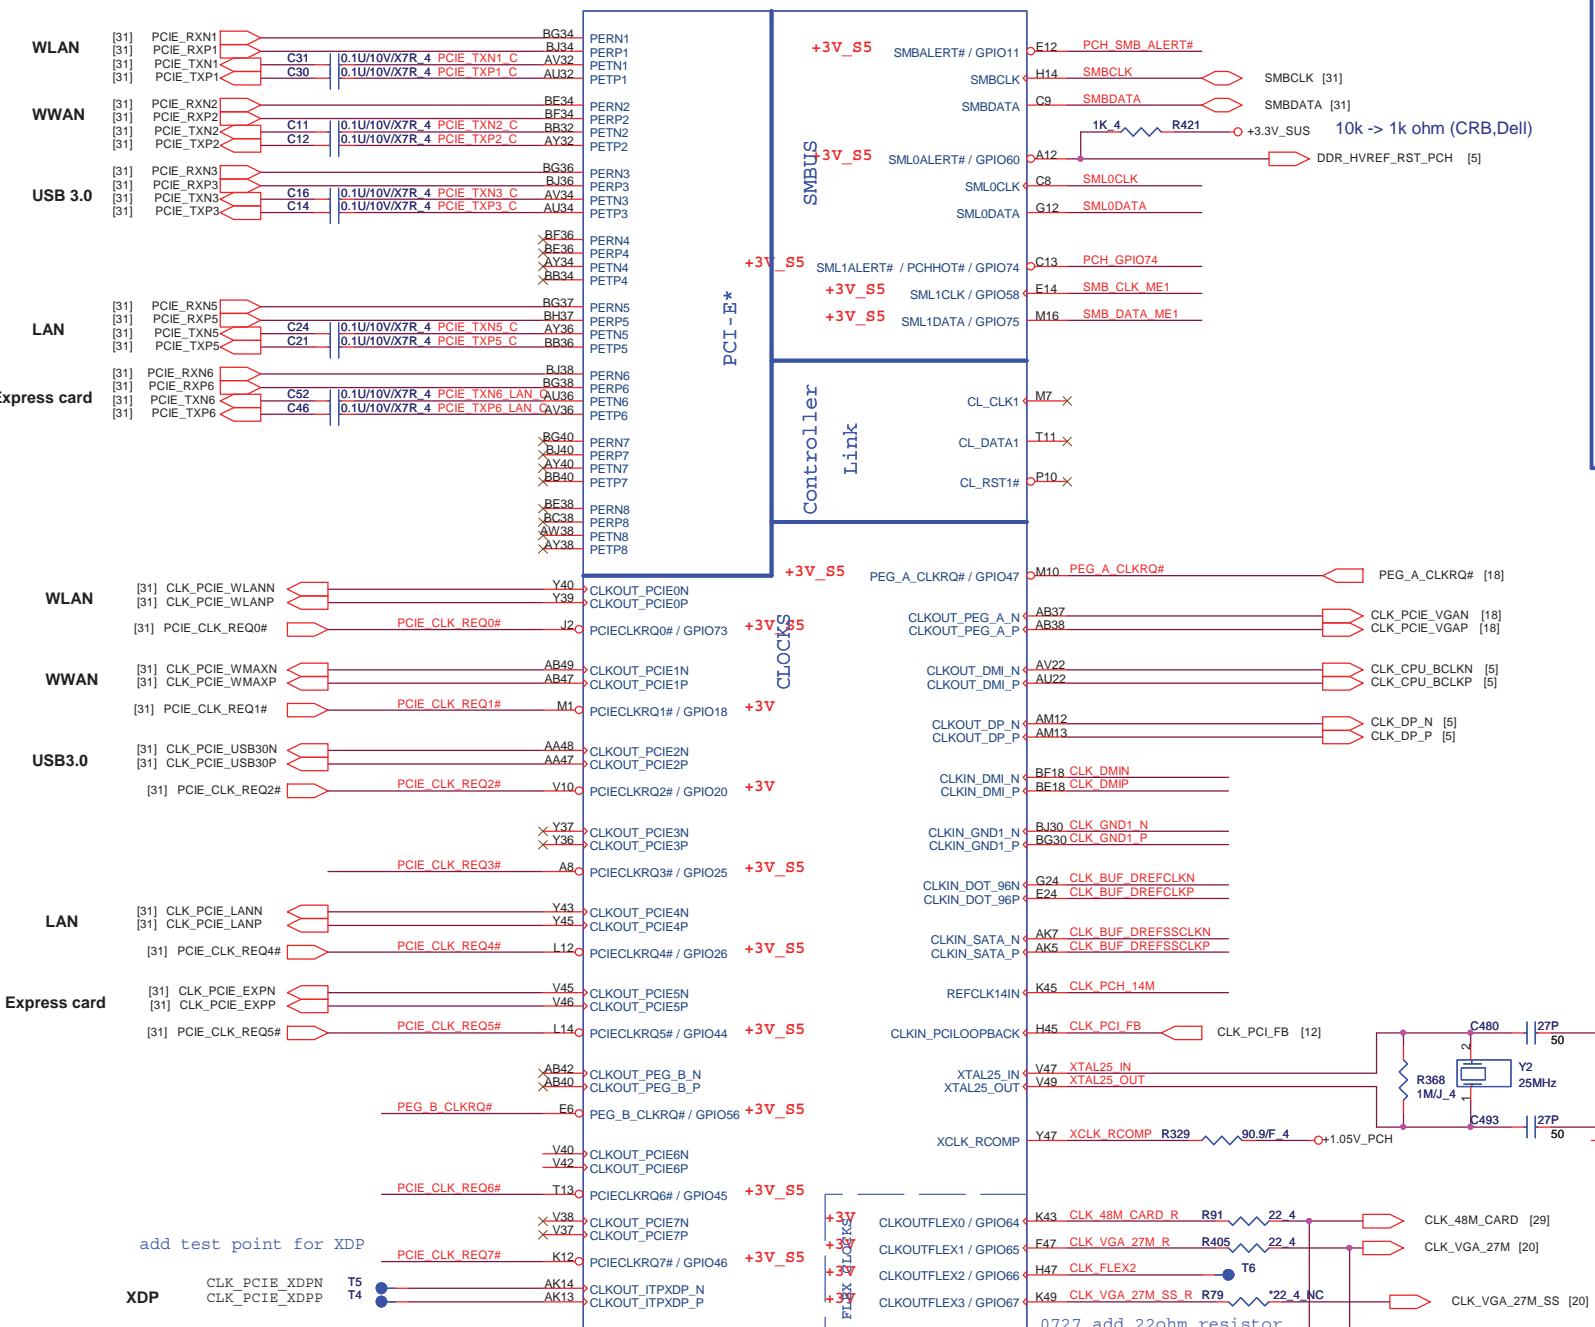 WLAN
[31] PCIE_RXN1 BG34 PERN1
[31] PCIE_RXP1 BJ34 PERP1
[31] PCIE_TXN1 C31 0.1U/10V/X7R_4 PCIE_TXN1_C AV32 PETN1
[31] PCIE_TXP1 C30 0.1U/10V/X7R_4 PCIE_TXP1_C AU32 PETP1
WWAN
[31] PCIE_RXN2 BE34 PERN2
[31] PCIE_RXP2 BF34 PERP2
[31] PCIE_TXN2 C11 0.1U/10V/X7R_4 PCIE_TXN2_C BB32 PETN2
[31] PCIE_TXP2 C12 0.1U/10V/X7R_4 PCIE_TXP2_C AY32 PETP2
USB 3.0
[31] PCIE_RXN3 BG36 PERN3
[31] PCIE_RXP3 BJ36 PERP3
[31] PCIE_TXN3 C16 0.1U/10V/X7R_4 PCIE_TXN3_C AV34 PETN3
[31] PCIE_TXP3 C14 0.1U/10V/X7R_4 PCIE_TXP3_C AU34 PETP3
BF36 PERN4
BE36 PERP4
AY34 PETN4
BB34 PETP4
LAN
[31] PCIE_RXN5 BG37 PERN5
[31] PCIE_RXP5 BH37 PERP5
[31] PCIE_TXN5 C24 0.1U/10V/X7R_4 PCIE_TXN5_C AY36 PETN5
[31] PCIE_TXP5 C21 0.1U/10V/X7R_4 PCIE_TXP5_C BB36 PETP5
Express card
[31] PCIE_RXN6 BJ38 PERN6
[31] PCIE_RXP6 BG38 PERP6
[31] PCIE_TXN6 C52 0.1U/10V/X7R_4 PCIE_TXN6_LAN_C AU36 PETN6
[31] PCIE_TXP6 C46 0.1U/10V/X7R_4 PCIE_TXP6_LAN_C AV36 PETP6
BG40 PERN7
BJ40 PERP7
AY40 PETN7
BB40 PETP7
BE38 PERN8
BC38 PERP8
AW38 PETN8
AY38 PETP8
PCI-E*
SMBUS
Controller
Link
CLOCKS
FLEX CLOCKS
+3V_S5 SMBALERT# / GPIO11 E12 PCH_SMB_ALERT#
SMBCLK H14 SMBCLK SMBCLK [31]
SMBDATA C9 SMBDATA SMBDATA [31]
1K_4 R421 +3.3V_SUS 10k -> 1k ohm (CRB,Dell)
+3V_S5 SML0ALERT# / GPIO60 A12 DDR_HVREF_RST_PCH [5]
SML0CLK C8 SML0CLK
SML0DATA G12 SML0DATA
+3V_S5 SML1ALERT# / PCHHOT# / GPIO74 C13 PCH_GPIO74
+3V_S5 SML1CLK / GPIO58 E14 SMB_CLK_ME1
+3V_S5 SML1DATA / GPIO75 M16 SMB_DATA_ME1
CL_CLK1 M7
CL_DATA1 T11
CL_RST1# P10
WLAN
[31] CLK_PCIE_WLANN Y40 CLKOUT_PCIE0N
[31] CLK_PCIE_WLANP Y39 CLKOUT_PCIE0P
[31] PCIE_CLK_REQ0# PCIE_CLK_REQ0# J2 PCIECLKRQ0# / GPIO73 +3V_S5
WWAN
[31] CLK_PCIE_WMAXN AB49 CLKOUT_PCIE1N
[31] CLK_PCIE_WMAXP AB47 CLKOUT_PCIE1P
[31] PCIE_CLK_REQ1# PCIE_CLK_REQ1# M1 PCIECLKRQ1# / GPIO18 +3V
USB3.0
[31] CLK_PCIE_USB30N AA48 CLKOUT_PCIE2N
[31] CLK_PCIE_USB30P AA47 CLKOUT_PCIE2P
[31] PCIE_CLK_REQ2# PCIE_CLK_REQ2# V10 PCIECLKRQ2# / GPIO20 +3V
Y37 CLKOUT_PCIE3N
Y36 CLKOUT_PCIE3P
PCIE_CLK_REQ3# A8 PCIECLKRQ3# / GPIO25 +3V_S5
LAN
[31] CLK_PCIE_LANN Y43 CLKOUT_PCIE4N
[31] CLK_PCIE_LANP Y45 CLKOUT_PCIE4P
[31] PCIE_CLK_REQ4# PCIE_CLK_REQ4# L12 PCIECLKRQ4# / GPIO26 +3V_S5
Express card
[31] CLK_PCIE_EXPN V45 CLKOUT_PCIE5N
[31] CLK_PCIE_EXPP V46 CLKOUT_PCIE5P
[31] PCIE_CLK_REQ5# PCIE_CLK_REQ5# L14 PCIECLKRQ5# / GPIO44 +3V_S5
AB42 CLKOUT_PEG_B_N
AB40 CLKOUT_PEG_B_P
PEG_B_CLKRQ# E6 PEG_B_CLKRQ# / GPIO56 +3V_S5
V40 CLKOUT_PCIE6N
V42 CLKOUT_PCIE6P
PCIE_CLK_REQ6# T13 PCIECLKRQ6# / GPIO45 +3V_S5
V38 CLKOUT_PCIE7N
V37 CLKOUT_PCIE7P
add test point for XDP
PCIE_CLK_REQ7# K12 PCIECLKRQ7# / GPIO46 +3V_S5
XDP
CLK_PCIE_XDPN T5 AK14 CLKOUT_ITPXDP_N
CLK_PCIE_XDPP T4 AK13 CLKOUT_ITPXDP_P
+3V_S5 PEG_A_CLKRQ# / GPIO47 M10 PEG_A_CLKRQ# PEG_A_CLKRQ# [18]
CLKOUT_PEG_A_N AB37 CLK_PCIE_VGAN [18]
CLKOUT_PEG_A_P AB38 CLK_PCIE_VGAP [18]
CLKOUT_DMI_N AV22 CLK_CPU_BCLKN [5]
CLKOUT_DMI_P AU22 CLK_CPU_BCLKP [5]
CLKOUT_DP_N AM12 CLK_DP_N [5]
CLKOUT_DP_P AM13 CLK_DP_P [5]
CLKIN_DMI_N BF18 CLK_DMIN
CLKIN_DMI_P BE18 CLK_DMIP
CLKIN_GND1_N BJ30 CLK_GND1_N
CLKIN_GND1_P BG30 CLK_GND1_P
CLKIN_DOT_96N G24 CLK_BUF_DREFCLKN
CLKIN_DOT_96P E24 CLK_BUF_DREFCLKP
CLKIN_SATA_N AK7 CLK_BUF_DREFSSCLKN
CLKIN_SATA_P AK5 CLK_BUF_DREFSSCLKP
REFCLK14IN K45 CLK_PCH_14M
CLKIN_PCILOOPBACK H45 CLK_PCI_FB CLK_PCI_FB [12]
XTAL25_IN V47 XTAL25_IN
XTAL25_OUT V49 XTAL25_OUT
C480 27P 50
2
R368 1M/J_4
Y2 25MHz
1
C493 27P 50
XCLK_RCOMP Y47 XCLK_RCOMP R329 90.9/F_4 +1.05V_PCH
+3V CLKOUTFLEX0 / GPIO64 K43 CLK_48M_CARD_R R91 22_4 CLK_48M_CARD [29]
+3V CLKOUTFLEX1 / GPIO65 F47 CLK_VGA_27M_R R405 22_4 CLK_VGA_27M [20]
+3V CLKOUTFLEX2 / GPIO66 H47 CLK_FLEX2 T6
+3V CLKOUTFLEX3 / GPIO67 K49 CLK_VGA_27M_SS_R R79 *22_4_NC CLK_VGA_27M_SS [20]
0727 add 22ohm resistor